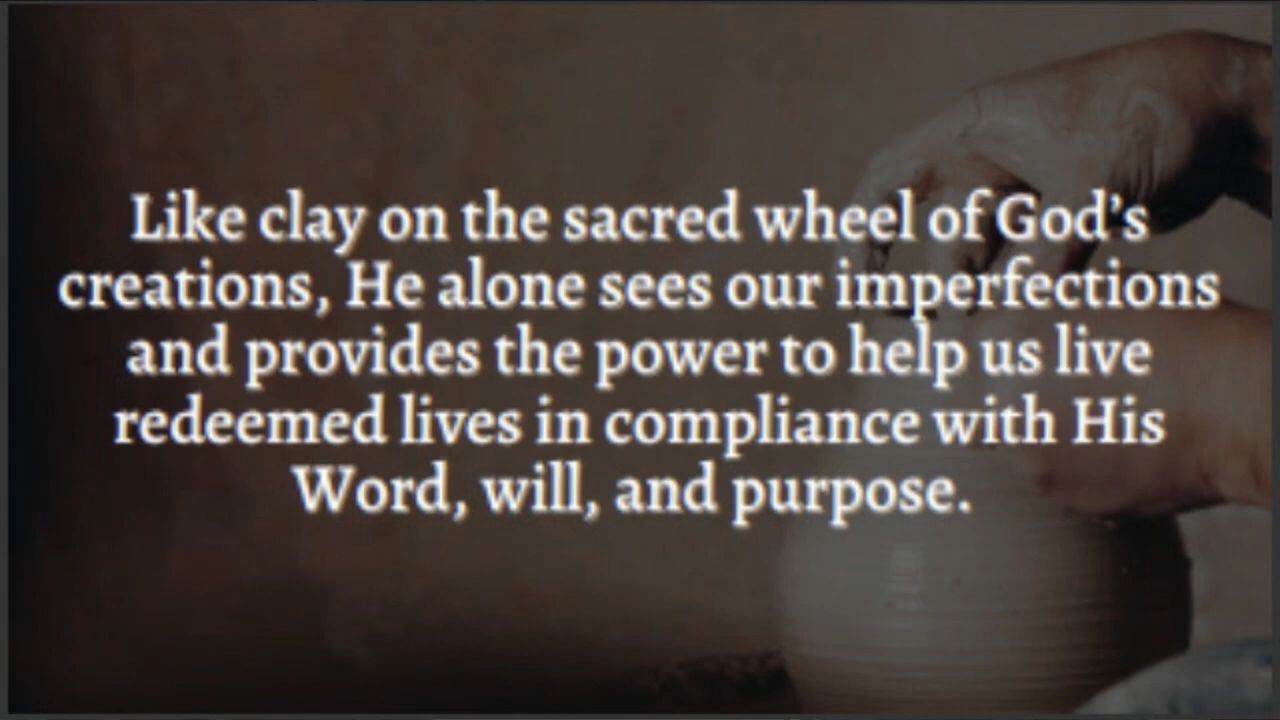 Like clay on the sacred wheel of God's
creations, He alone sees our imperfections
and provides the power to help us live
redeemed lives in compliance with His
Word, will, and purpose.